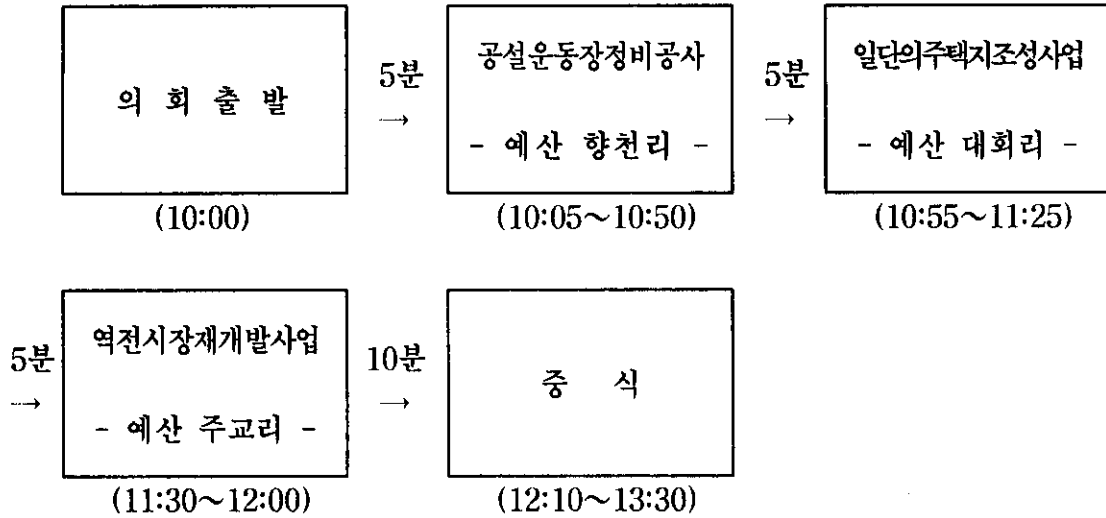 의 회 출 발
(10:00)
5분
→
공설운동장정비공사
- 예산 향천리 -
(10:05~10:50)
5분
→
일단의주택지조성사업
- 예산 대회리 -
(10:55~11:25)
5분
→
역전시장재개발사업
- 예산 주교리 -
(11:30~12:00)
10분
→
중 식
(12:10~13:30)